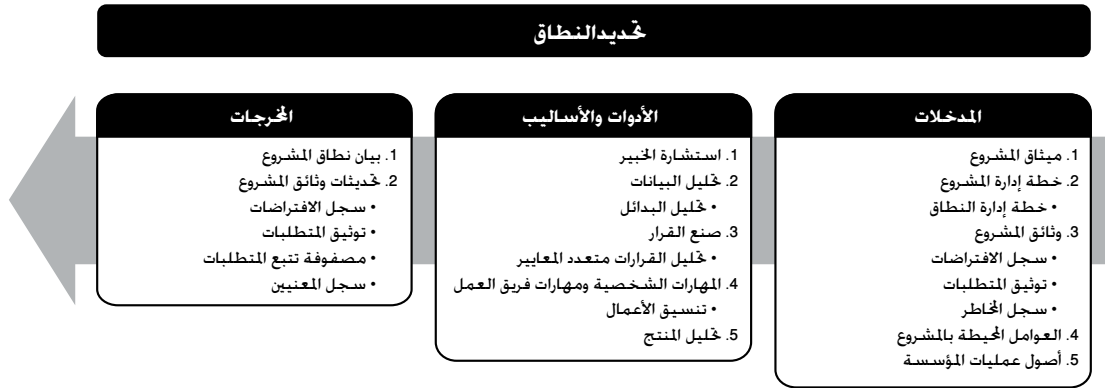 تحديدالنطاق
المدخلات
1. ميثاق المشروع
2. خطة إدارة المشروع
• خطة إدارة النطاق
3. وثائق المشروع
• سجل الافتراضات
• توثيق المتطلبات
• سجل المخاطر
4. العوامل المحيطة بالمشروع
5. أصول عمليات المؤسسة
الأدوات والأساليب
1. استشارة الخبير
2. تحليل البيانات
• تحليل البدائل
3. صنع القرار
• تحليل القرارات متعدد المعايير
4. المهارات الشخصية ومهارات فريق العمل
• تنسيق الأعمال
5. تحليل المنتج
المخرجات
1. بيان نطاق المشروع
2. تحديثات وثائق المشروع
• سجل الافتراضات
• توثيق المتطلبات
• مصفوفة تتبع المتطلبات
• سجل المعنيين